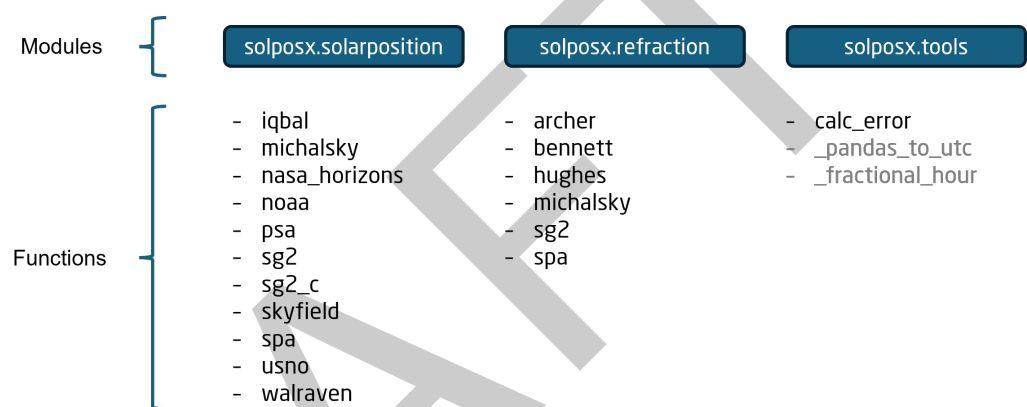 Modules
solposx.solarposition
solposx.refraction
solposx.tools
Functions
- iqbal
- michalsky
- nasa_horizons
- noaa
- psa
- sg2
- sg2_c
- skyfield
- spa
- usno
- walraven
- archer
- bennett
- hughes
- michalsky
- sg2
- spa
- calc_error
- _pandas_to_utc
- _fractional_hour